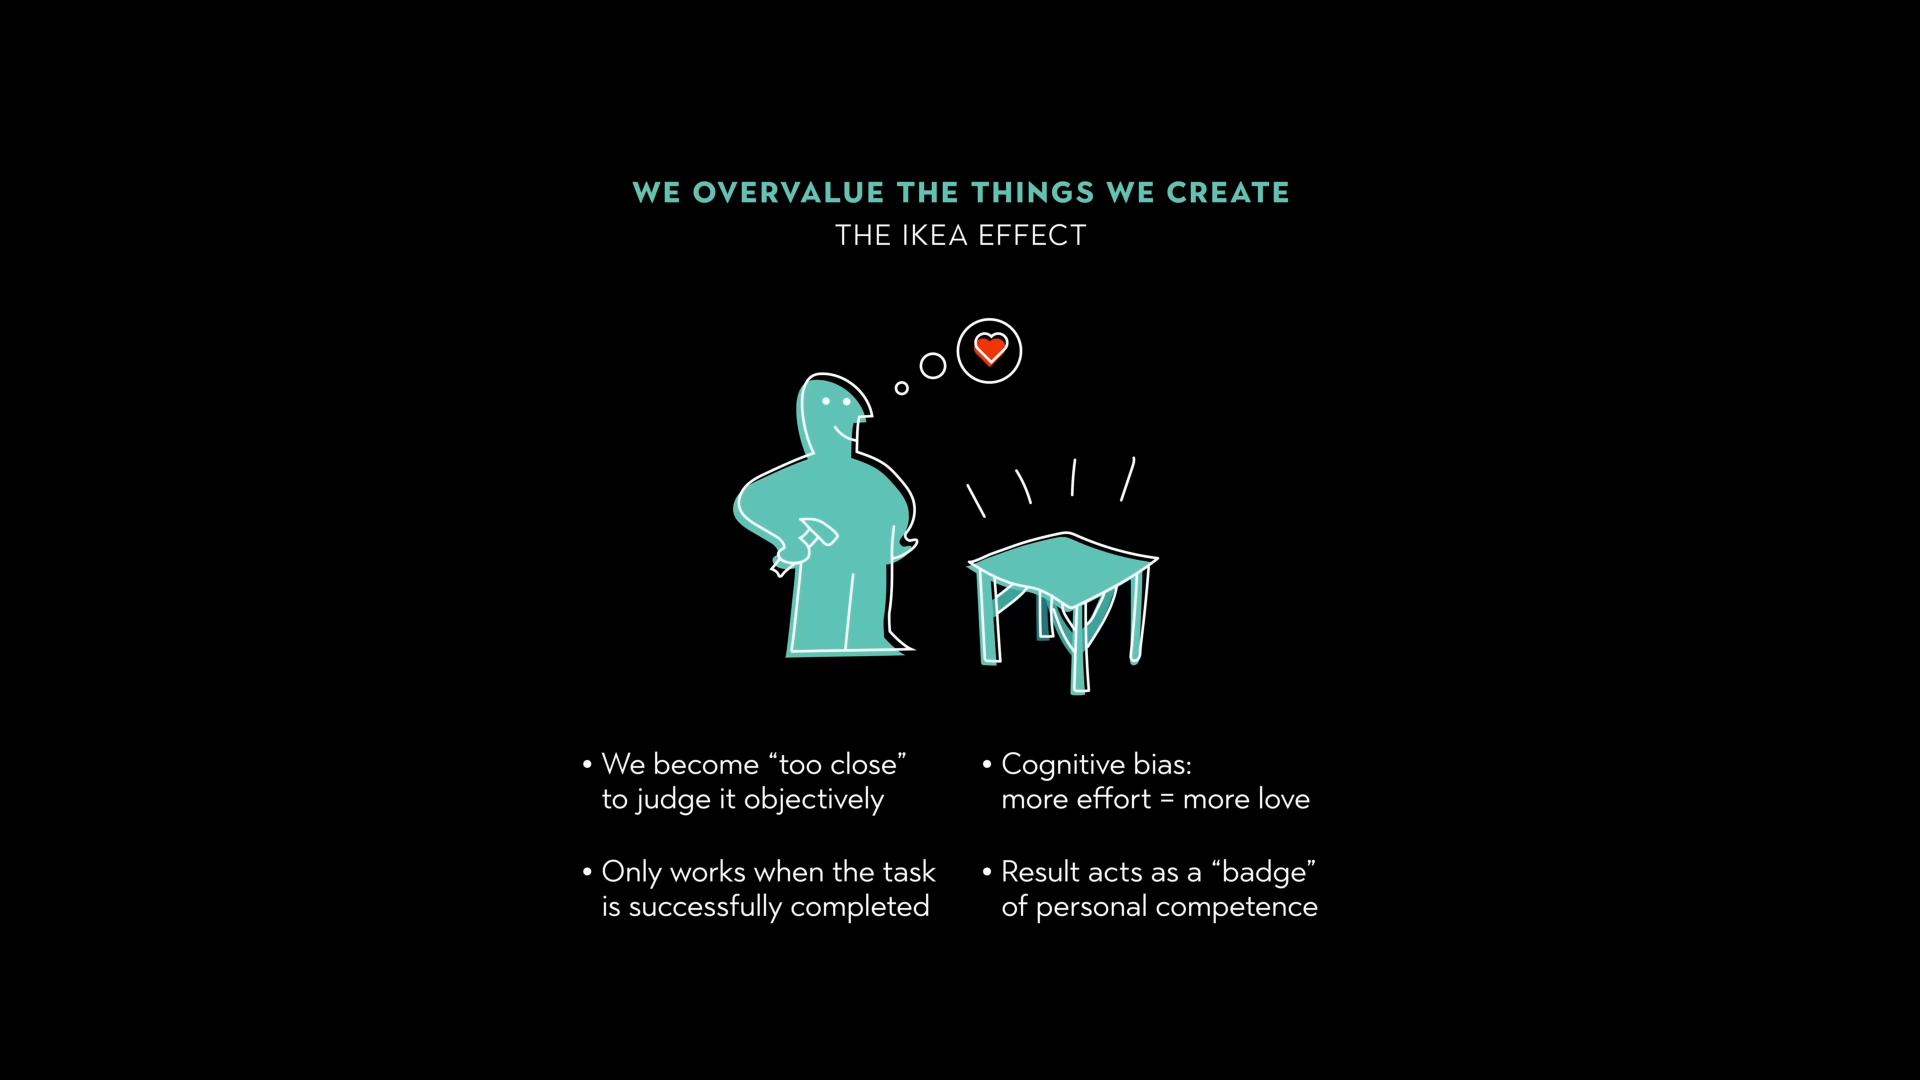 WE OVERVALUE THE THINGS WE CREATE
THE IKEA EFFECT
• We become “too close”
to judge it objectively
• Only works when the task
is successfully completed
• Cognitive bias:
more effort = more love
• Result acts as a “badge”
of personal competence